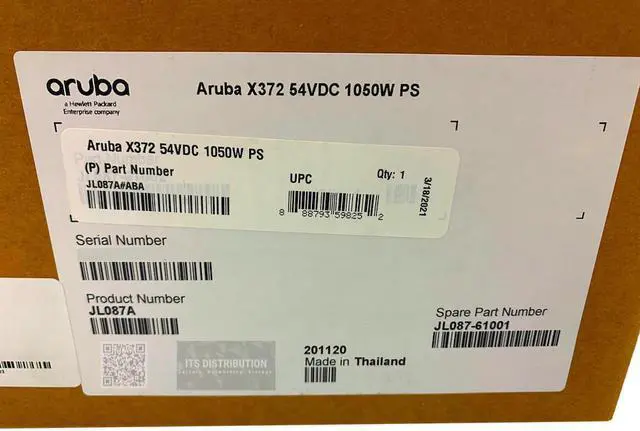 aruba
a Hewlett Packard
Enterprise company
Aruba X372 54VDC 1050W PS
Aruba X372 54VDC 1050W PS
(P) Part Number
JL087A#ABA
UPC
Qty: 1
8 88793 59825 2
3/18/2021
Serial Number
Product Number
JL087A
Spare Part Number
JL087-61001
ITS DISTRIBUTION
201120
Made in Thailand